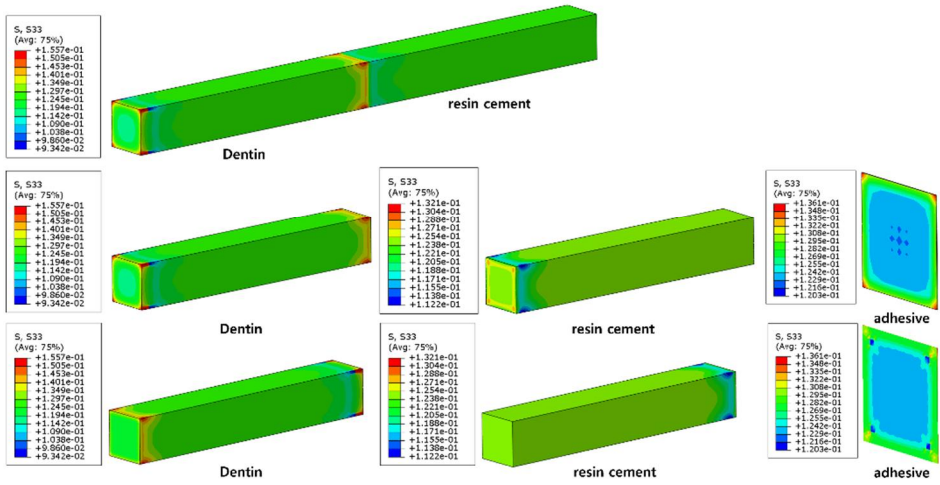 S, S33
(Avg: 75%)
+1.557e-01
+1.505e-01
+1.453e-01
+1.401e-01
+1.349e-01
+1.297e-01
+1.245e-01
+1.194e-01
+1.142e-01
+1.090e-01
+1.038e-01
+9.860e-02
+9.342e-02
resin cement
Dentin
S, S33
(Avg: 75%)
+1.557e-01
+1.505e-01
+1.453e-01
+1.401e-01
+1.349e-01
+1.297e-01
+1.245e-01
+1.194e-01
+1.142e-01
+1.090e-01
+1.038e-01
+9.860e-02
+9.342e-02
Dentin
S, S33
(Avg: 75%)
+1.321e-01
+1.304e-01
+1.288e-01
+1.271e-01
+1.254e-01
+1.238e-01
+1.221e-01
+1.205e-01
+1.188e-01
+1.171e-01
+1.155e-01
+1.138e-01
+1.122e-01
resin cement
S, S33
(Avg: 75%)
+1.361e-01
+1.348e-01
+1.335e-01
+1.322e-01
+1.308e-01
+1.295e-01
+1.282e-01
+1.269e-01
+1.255e-01
+1.242e-01
+1.229e-01
+1.216e-01
+1.203e-01
adhesive
S, S33
(Avg: 75%)
+1.557e-01
+1.505e-01
+1.453e-01
+1.401e-01
+1.349e-01
+1.297e-01
+1.245e-01
+1.194e-01
+1.142e-01
+1.090e-01
+1.038e-01
+9.860e-02
+9.342e-02
Dentin
S, S33
(Avg: 75%)
+1.321e-01
+1.304e-01
+1.288e-01
+1.271e-01
+1.254e-01
+1.238e-01
+1.221e-01
+1.205e-01
+1.188e-01
+1.171e-01
+1.155e-01
+1.138e-01
+1.122e-01
resin cement
S, S33
(Avg: 75%)
+1.361e-01
+1.348e-01
+1.335e-01
+1.322e-01
+1.308e-01
+1.295e-01
+1.282e-01
+1.269e-01
+1.255e-01
+1.242e-01
+1.229e-01
+1.216e-01
+1.203e-01
adhesive